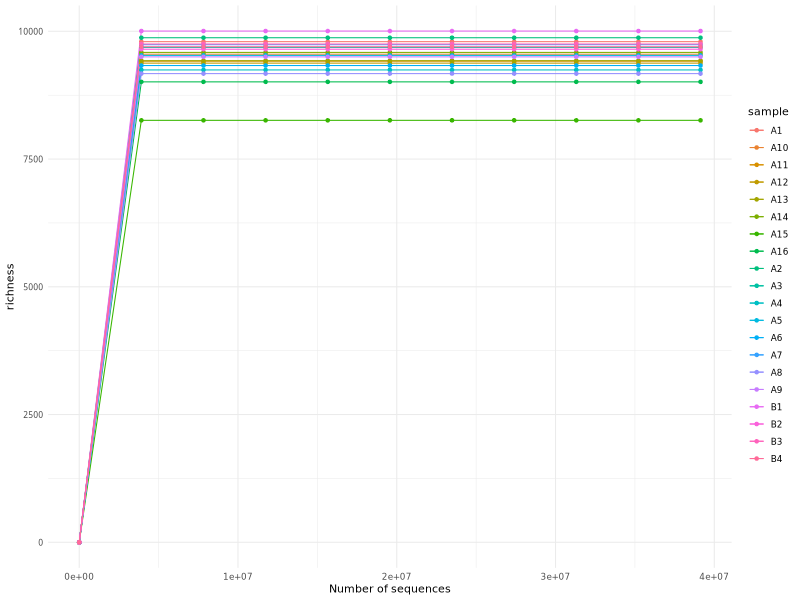 10000
7500
5000
2500
0
richness
0e+00 1e+07 2e+07 3e+07 4e+07
Number of sequences
sample
A1
A10
A11
A12
A13
A14
A15
A16
A2
A3
A4
A5
A6
A7
A8
A9
B1
B2
B3
B4